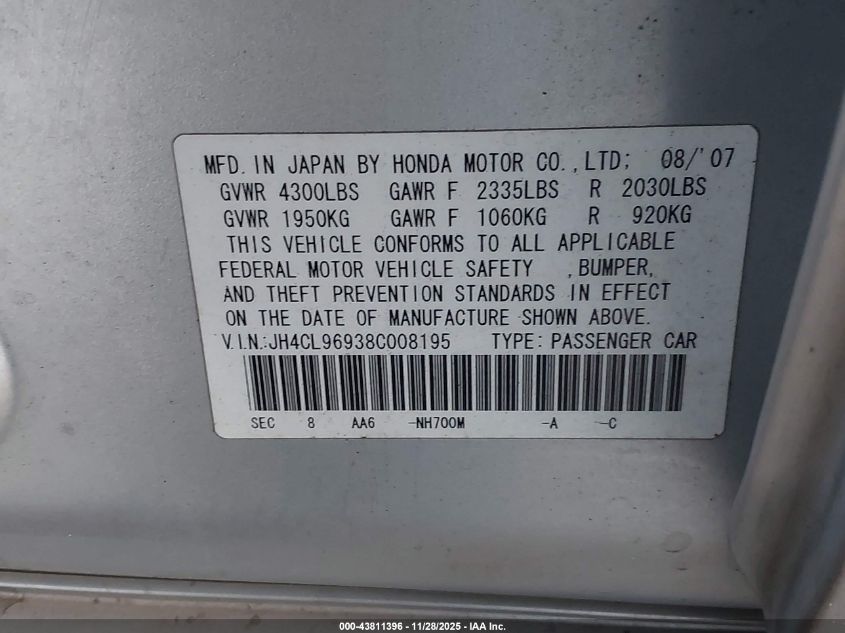 MFD. IN JAPAN BY HONDA MOTOR CO., LTD; 08/'07
GVWR 4300LBS GAWR F 2335LBS R 2030LBS
GVWR 1950KG GAWR F 1060KG R 920KG
THIS VEHICLE CONFORMS TO ALL APPLICABLE
FEDERAL MOTOR VEHICLE SAFETY , BUMPER,
AND THEFT PREVENTION STANDARDS IN EFFECT
ON THE DATE OF MANUFACTURE SHOWN ABOVE.
V.I.N.:JH4CL96938C008195 TYPE: PASSENGER CAR
SEC 8 AA6 -NH700M -A -C
000-43811396 - 11/28/2025 - IAA Inc.